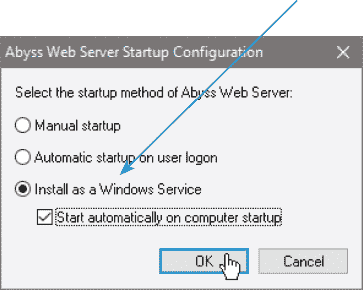 Abyss Web Server Startup Configuration
Select the startup method of Abyss Web Server:
Manual startup
Automatic startup on user logon
Install as a Windows Service
Start automatically on computer startup
OK
Cancel